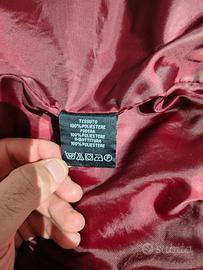 TESSUTO
100%POLIESTERE
FODERA
100%POLIESTERE
IMBOTTITURA
100%POLIESTERE
subito